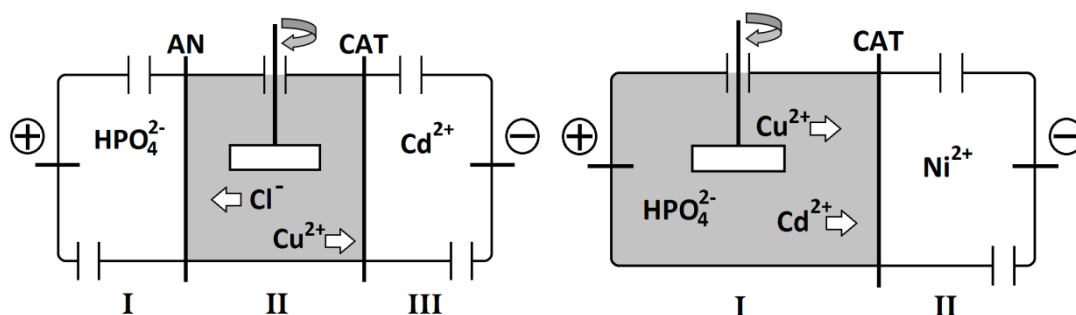 AN CAT
HPO₄²⁻ Cd²⁺
+ −
Cl⁻
Cu²⁺
I II III
CAT
Cu²⁺
+ −
Ni²⁺
HPO₄²⁻ Cd²⁺
I II